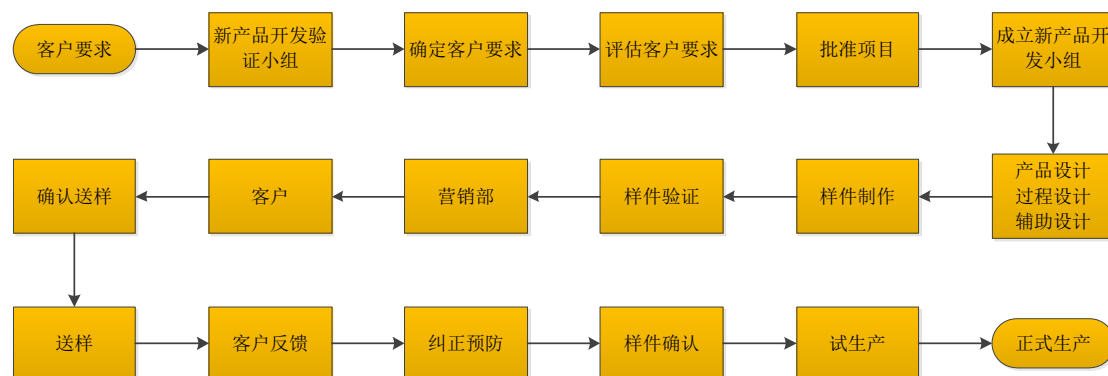 客户要求
新产品开发验
证小组
确定客户要求
评估客户要求
批准项目
成立新产品开
发小组
产品设计
过程设计
辅助设计
样件制作
样件验证
营销部
客户
确认送样
送样
客户反馈
纠正预防
样件确认
试生产
正式生产